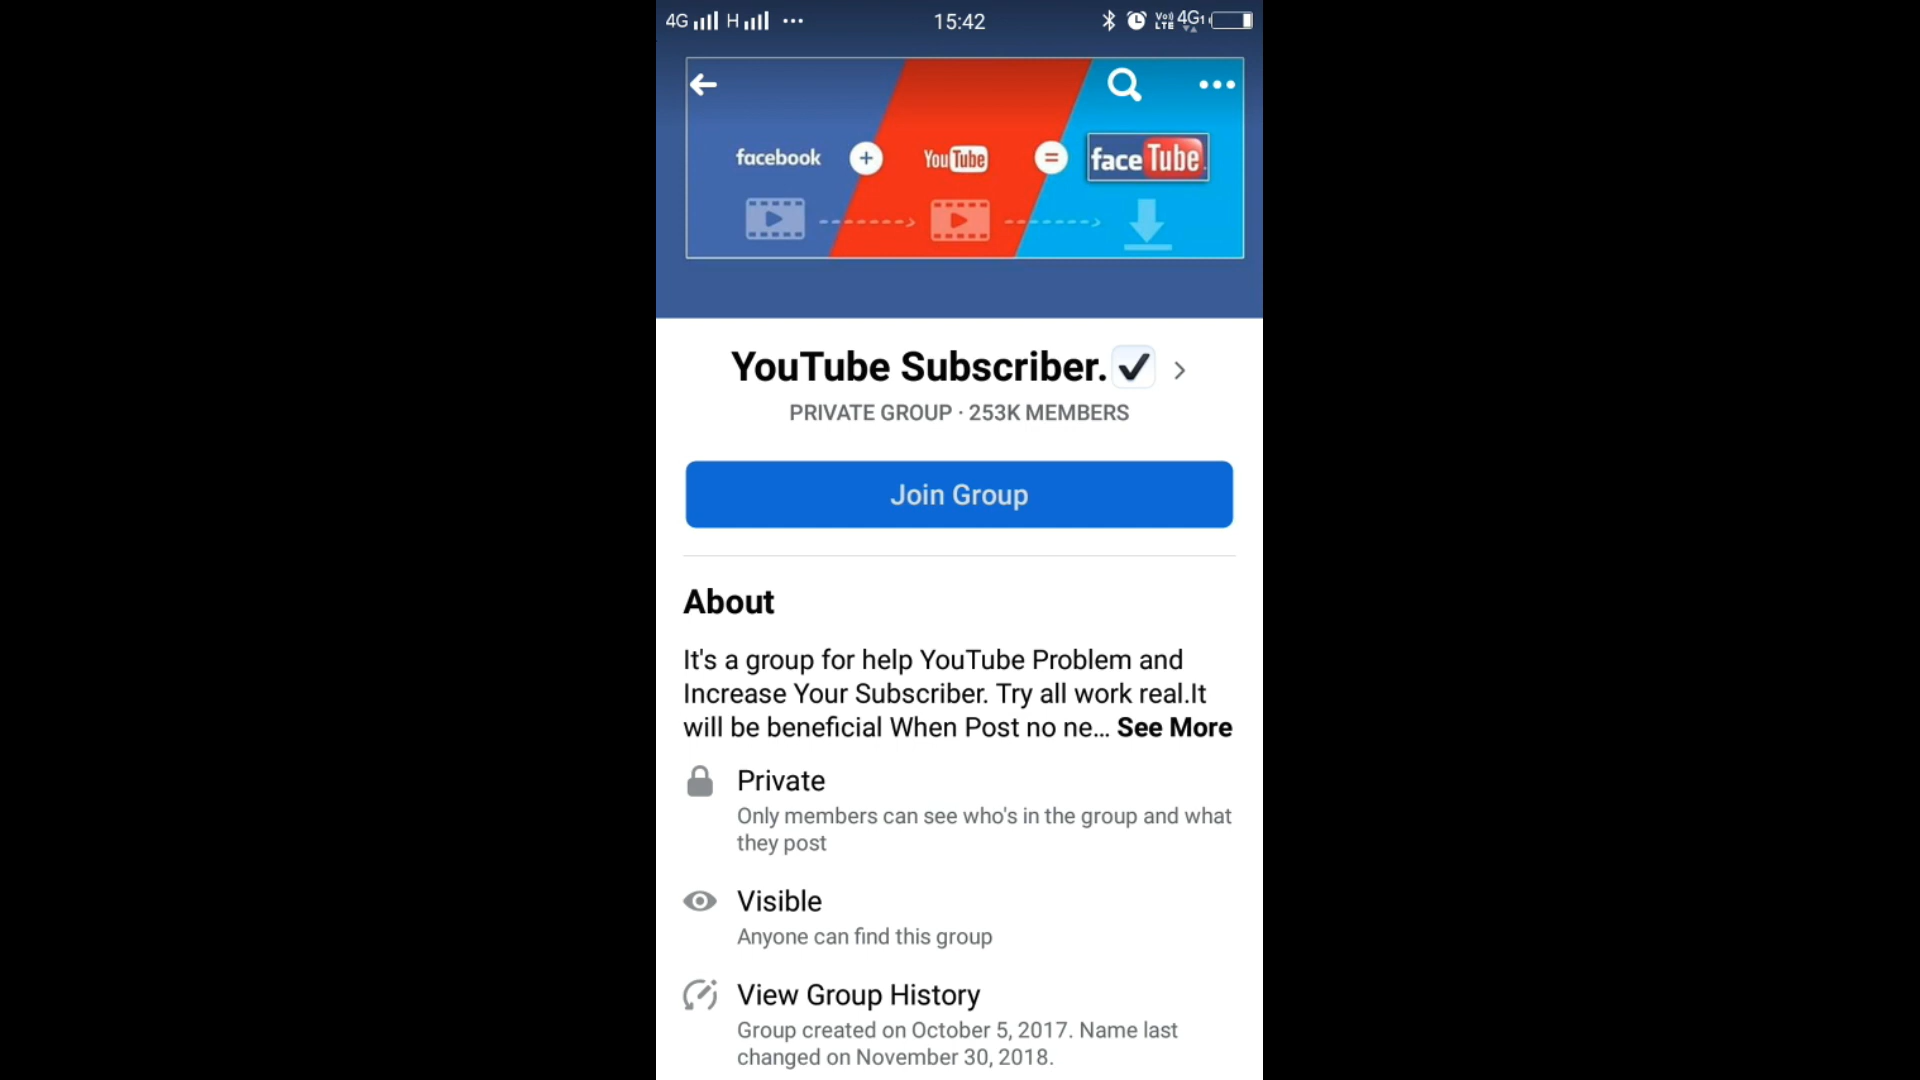 4G H ... 15:42 4G
facebook + YouTube = faceTube
YouTube Subscriber.✔
PRIVATE GROUP · 253K MEMBERS
Join Group
About
It's a group for help YouTube Problem and
Increase Your Subscriber. Try all work real.It
will be beneficial When Post no ne... See More
Private
Only members can see who's in the group and what
they post
Visible
Anyone can find this group
View Group History
Group created on October 5, 2017. Name last
changed on November 30, 2018.